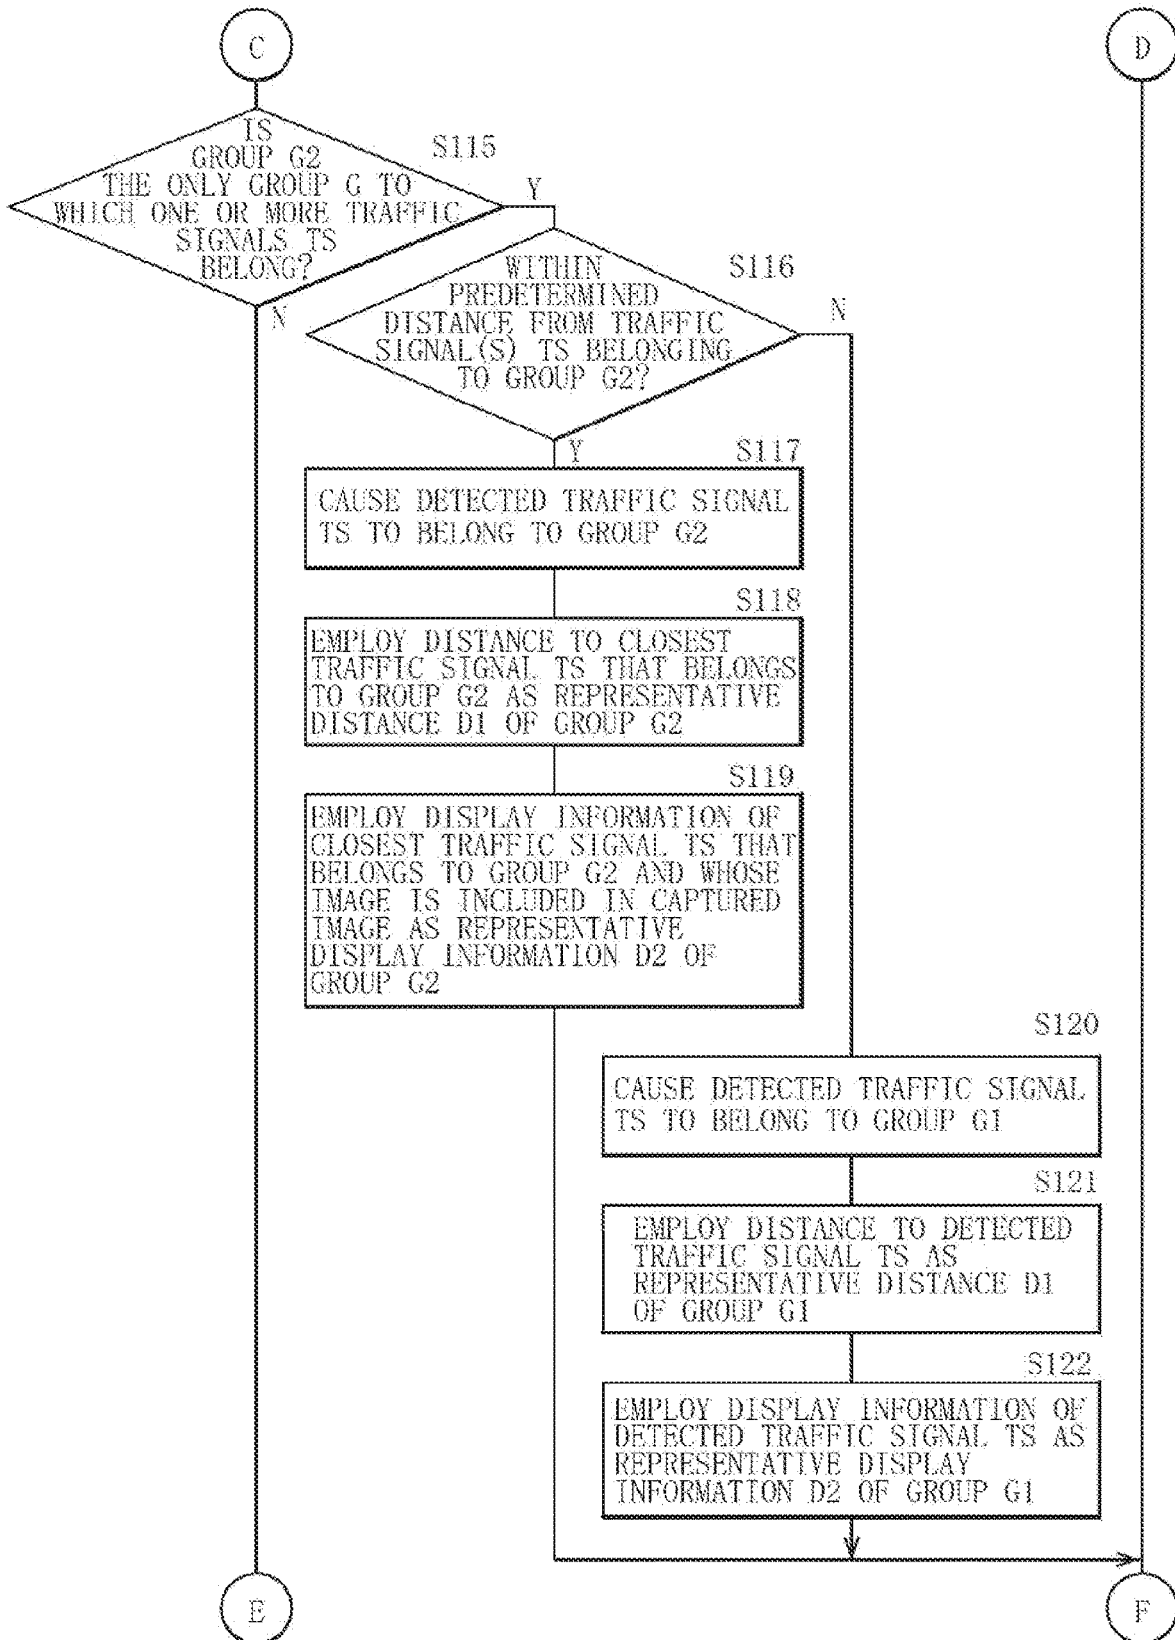 C
D
IS
GROUP G2
THE ONLY GROUP G TO
WHICH ONE OR MORE TRAFFIC
SIGNALS TS
BELONG?
S115
Y
N
WITHIN
PREDETERMINED
DISTANCE FROM TRAFFIC
SIGNAL(S) TS BELONGING
TO GROUP G2?
S116
N
Y
S117
CAUSE DETECTED TRAFFIC SIGNAL
TS TO BELONG TO GROUP G2
S118
EMPLOY DISTANCE TO CLOSEST
TRAFFIC SIGNAL TS THAT BELONGS
TO GROUP G2 AS REPRESENTATIVE
DISTANCE D1 OF GROUP G2
S119
EMPLOY DISPLAY INFORMATION OF
CLOSEST TRAFFIC SIGNAL TS THAT
BELONGS TO GROUP G2 AND WHOSE
IMAGE IS INCLUDED IN CAPTURED
IMAGE AS REPRESENTATIVE
DISPLAY INFORMATION D2 OF
GROUP G2
S120
CAUSE DETECTED TRAFFIC SIGNAL
TS TO BELONG TO GROUP G1
S121
EMPLOY DISTANCE TO DETECTED
TRAFFIC SIGNAL TS AS
REPRESENTATIVE DISTANCE D1
OF GROUP G1
S122
EMPLOY DISPLAY INFORMATION OF
DETECTED TRAFFIC SIGNAL TS AS
REPRESENTATIVE DISPLAY
INFORMATION D2 OF GROUP G1
E
F